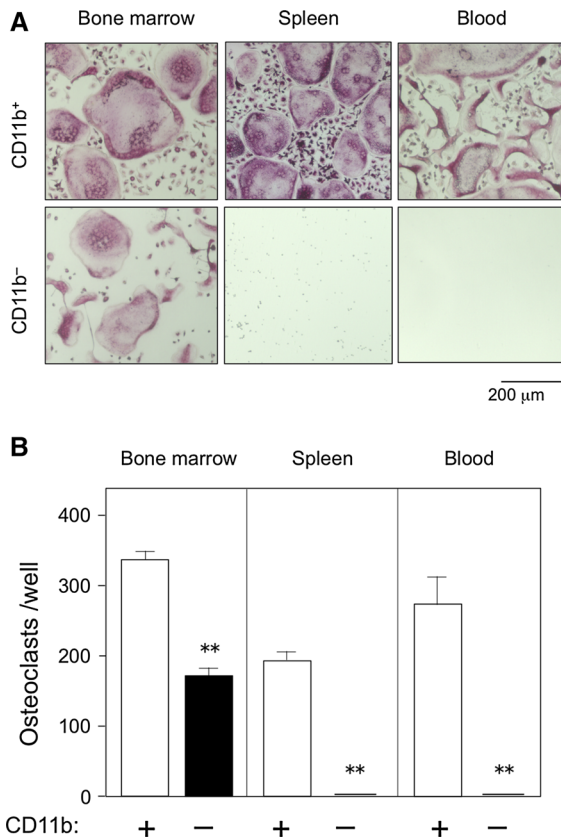 A
Bone marrow Spleen Blood
CD11b+
CD11b−
200 μm
B
Bone marrow Spleen Blood
Osteoclasts /well
400
300
200
100
0
** ** **
CD11b: + − + − + −